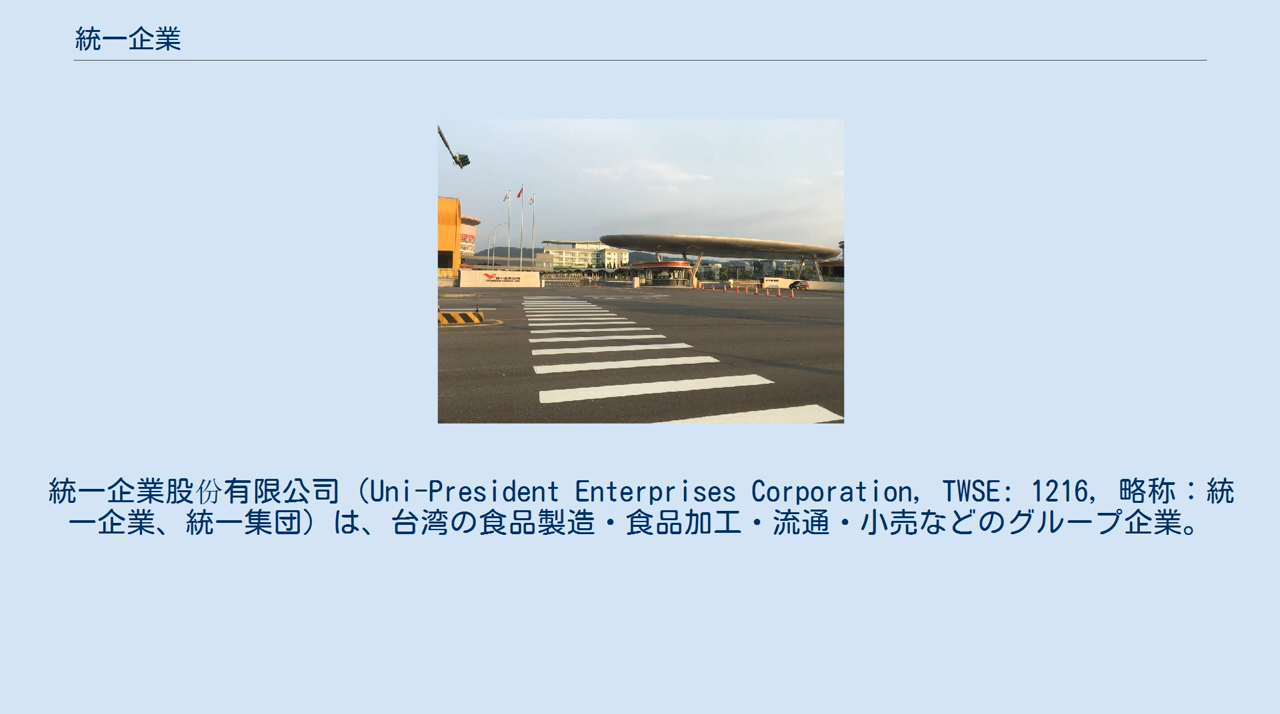 統一企業
統一企業股份有限公司（Uni-President Enterprises Corporation, TWSE: 1216, 略称：統
一企業、統一集団）は、台湾の食品製造・食品加工・流通・小売などのグループ企業。